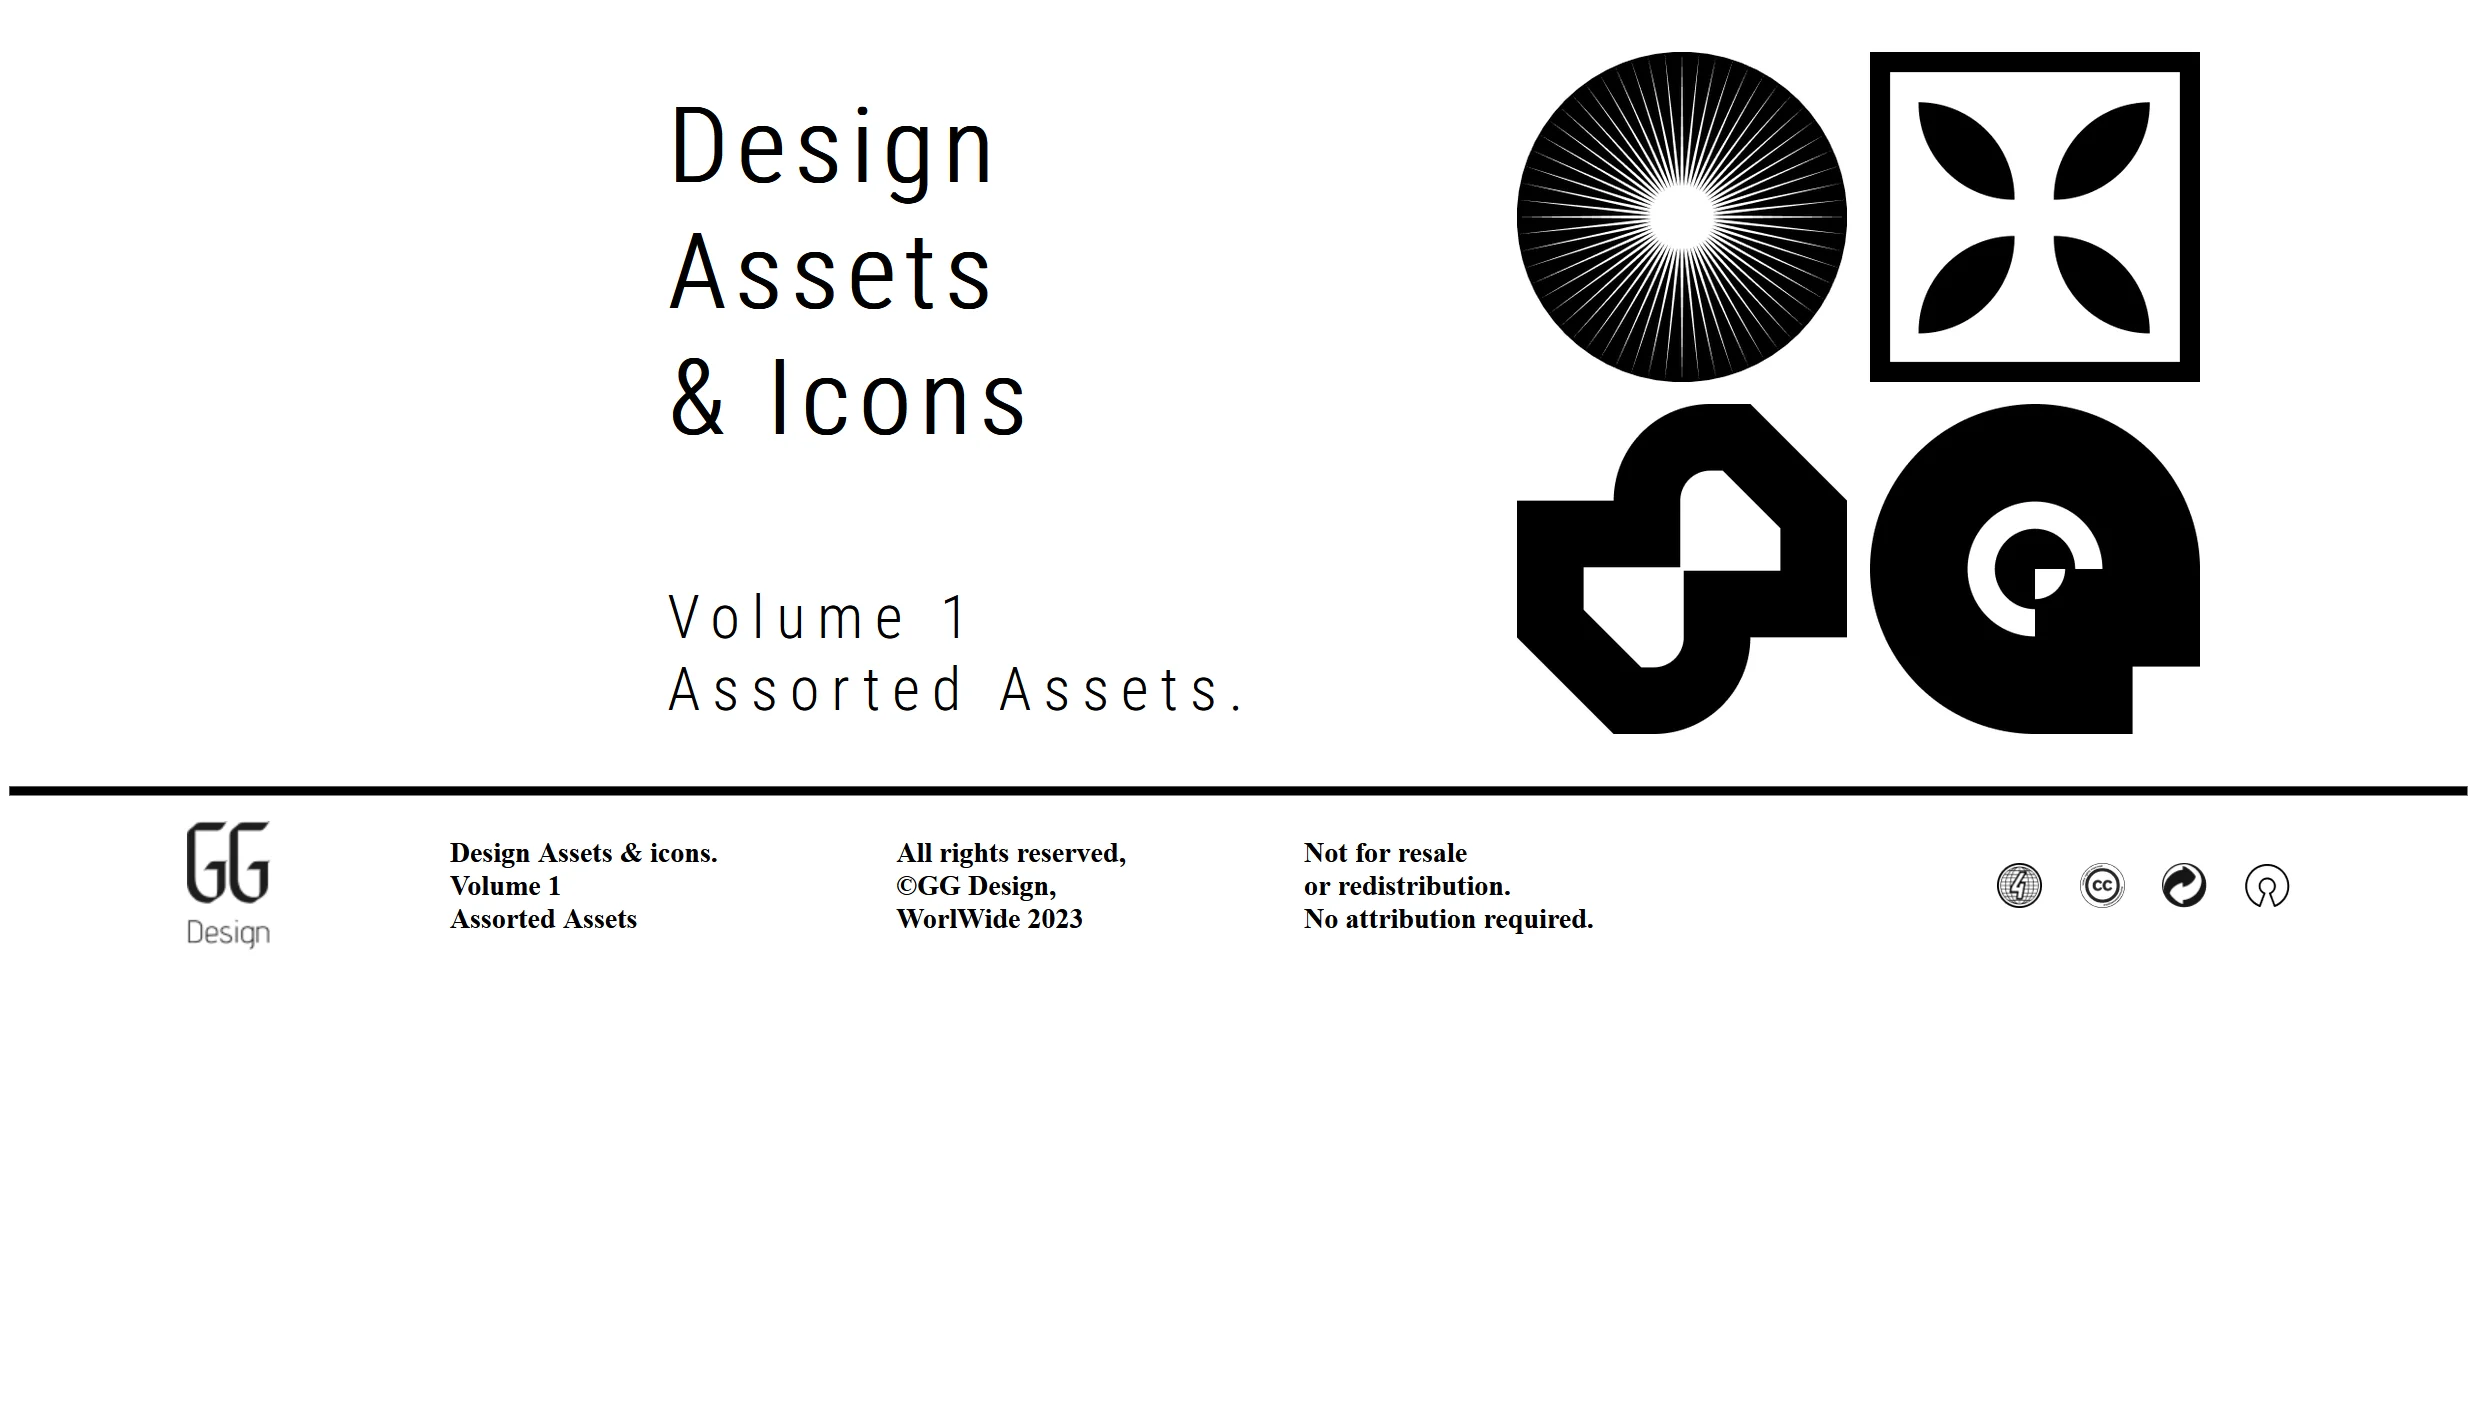 Design
Assets
& Icons
Volume 1
Assorted Assets.
GG
Design
Design Assets & icons.
Volume 1
Assorted Assets
All rights reserved,
©GG Design,
WorlWide 2023
Not for resale
or redistribution.
No attribution required.
cc